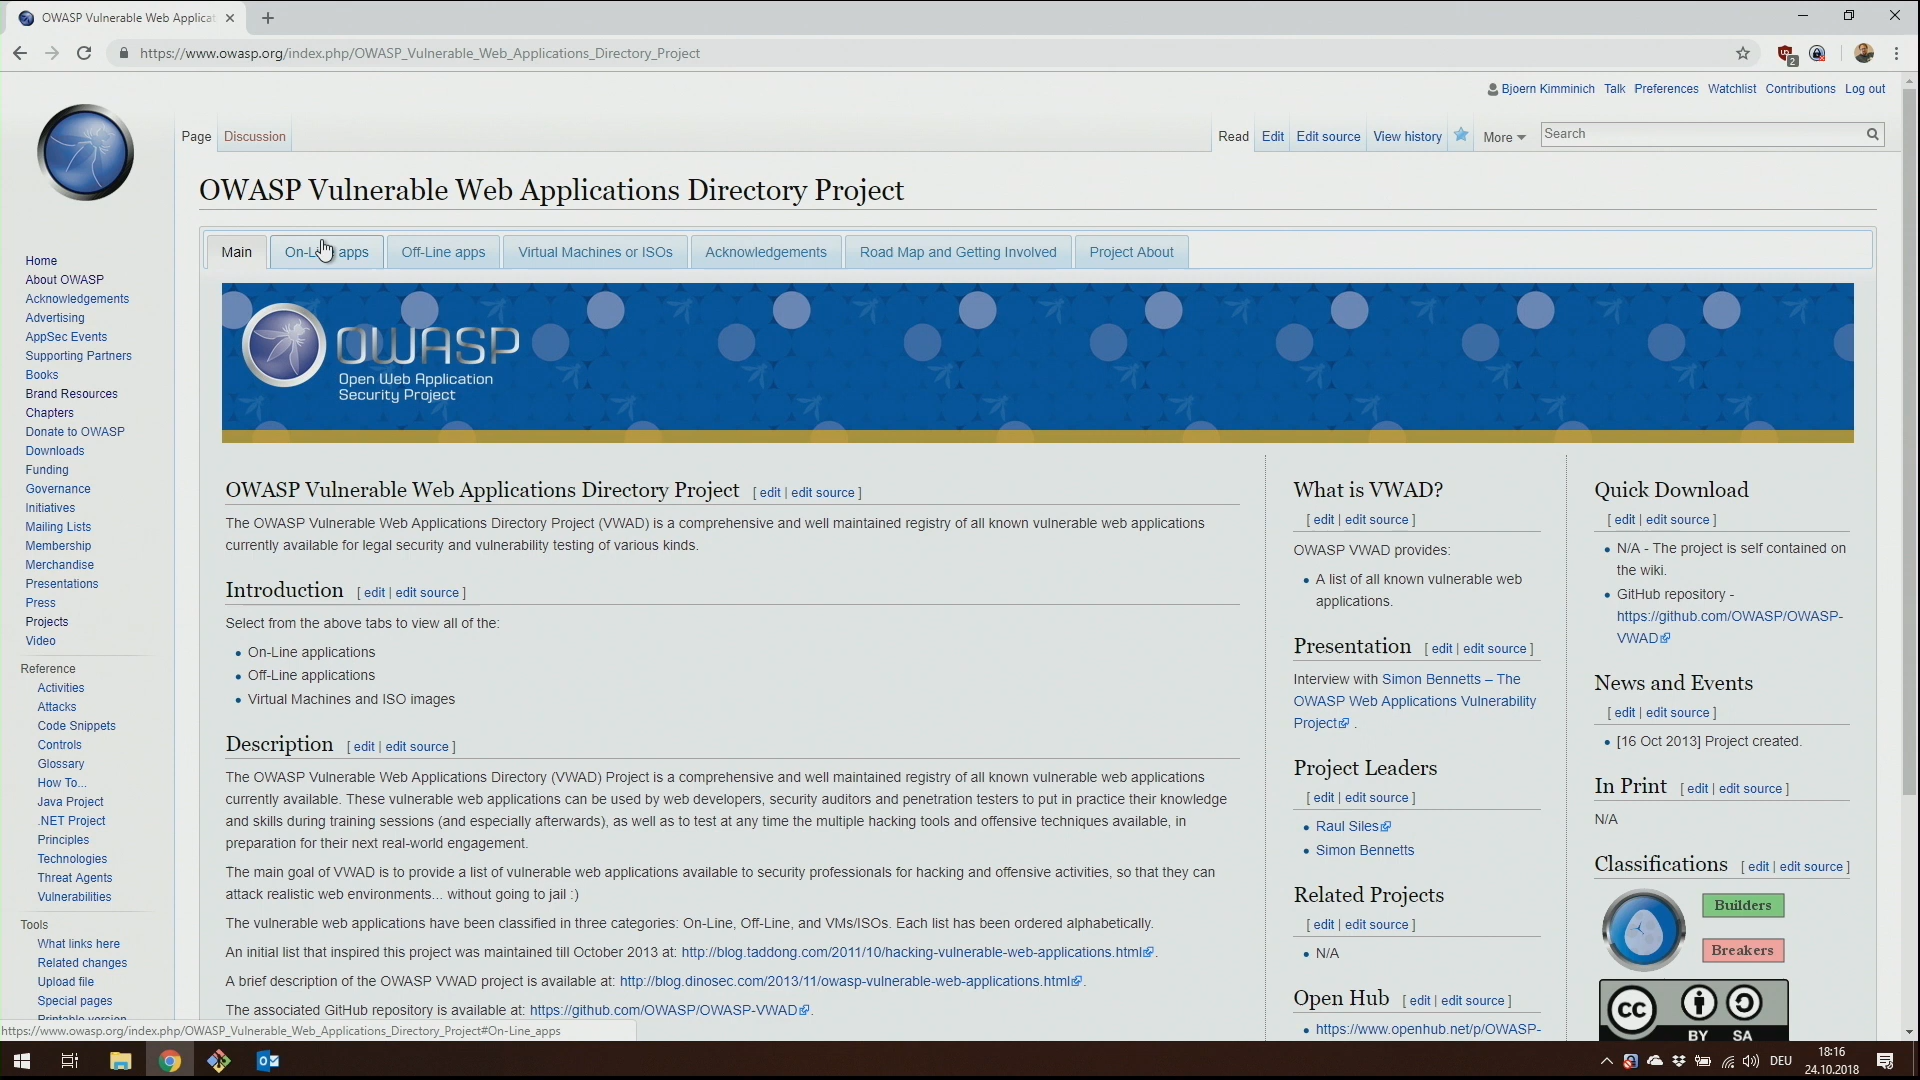 OWASP Vulnerable Web Applicat
https://www.owasp.org/index.php/OWASP_Vulnerable_Web_Applications_Directory_Project
2
Bjoern Kimminich Talk Preferences Watchlist Contributions Log out
Page Discussion Read Edit Edit source View history More Search
OWASP Vulnerable Web Applications Directory Project
Main On-Line apps Off-Line apps Virtual Machines or ISOs Acknowledgements Road Map and Getting Involved Project About
OWASP
Open Web Application
Security Project
Home
About OWASP
Acknowledgements
Advertising
AppSec Events
Supporting Partners
Books
Brand Resources
Chapters
Donate to OWASP
Downloads
Funding
Governance
Initiatives
Mailing Lists
Membership
Merchandise
Presentations
Press
Projects
Video
Reference
Activities
Attacks
Code Snippets
Controls
Glossary
How To...
Java Project
.NET Project
Principles
Technologies
Threat Agents
Vulnerabilities
Tools
What links here
Related changes
Upload file
Special pages
Printable version
OWASP Vulnerable Web Applications Directory Project [ edit | edit source ]
The OWASP Vulnerable Web Applications Directory Project (VWAD) is a comprehensive and well maintained registry of all known vulnerable web applications
currently available for legal security and vulnerability testing of various kinds.
Introduction [ edit | edit source ]
Select from the above tabs to view all of the:
• On-Line applications
• Off-Line applications
• Virtual Machines and ISO images
Description [ edit | edit source ]
The OWASP Vulnerable Web Applications Directory (VWAD) Project is a comprehensive and well maintained registry of all known vulnerable web applications
currently available. These vulnerable web applications can be used by web developers, security auditors and penetration testers to put in practice their knowledge
and skills during training sessions (and especially afterwards), as well as to test at any time the multiple hacking tools and offensive techniques available, in
preparation for their next real-world engagement.
The main goal of VWAD is to provide a list of vulnerable web applications available to security professionals for hacking and offensive activities, so that they can
attack realistic web environments... without going to jail :)
The vulnerable web applications have been classified in three categories: On-Line, Off-Line, and VMs/ISOs. Each list has been ordered alphabetically.
An initial list that inspired this project was maintained till October 2013 at: http://blog.taddong.com/2011/10/hacking-vulnerable-web-applications.html.
A brief description of the OWASP VWAD project is available at: http://blog.dinosec.com/2013/11/owasp-vulnerable-web-applications.html.
The associated GitHub repository is available at: https://github.com/OWASP/OWASP-VWAD.
What is VWAD?
[ edit | edit source ]
OWASP VWAD provides:
• A list of all known vulnerable web
applications.
Presentation [ edit | edit source ]
Interview with Simon Bennetts – The
OWASP Web Applications Vulnerability
Project .
Project Leaders
[ edit | edit source ]
• Raul Siles
• Simon Bennetts
Related Projects
[ edit | edit source ]
• N/A
Open Hub [ edit | edit source ]
• https://www.openhub.net/p/OWASP-
Quick Download
[ edit | edit source ]
• N/A - The project is self contained on
the wiki.
• GitHub repository -
https://github.com/OWASP/OWASP-
VWAD
News and Events
[ edit | edit source ]
• [16 Oct 2013] Project created.
In Print [ edit | edit source ]
N/A
Classifications [ edit | edit source ]
Builders
Breakers
CC
BY SA
https://www.owasp.org/index.php/OWASP_Vulnerable_Web_Applications_Directory_Project#On-Line_apps
DEU
18:16
24.10.2018